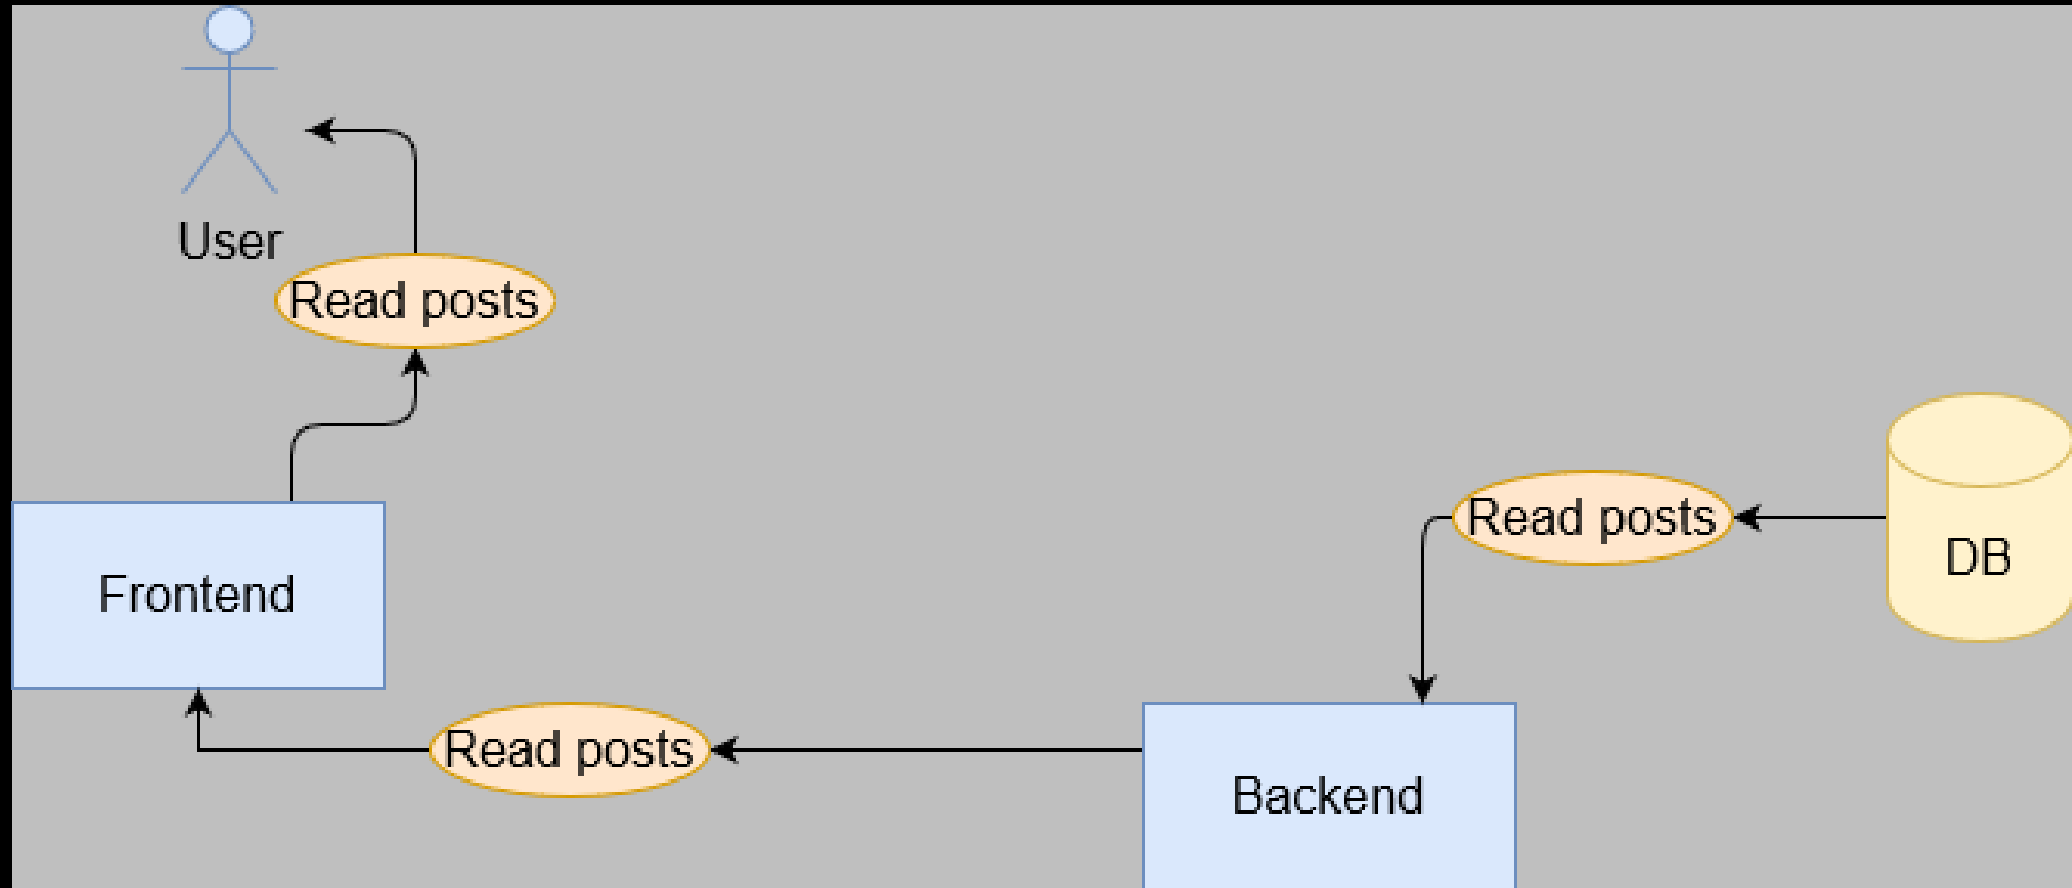 User
Read posts
Read posts
DB
Frontend
Read posts
Backend